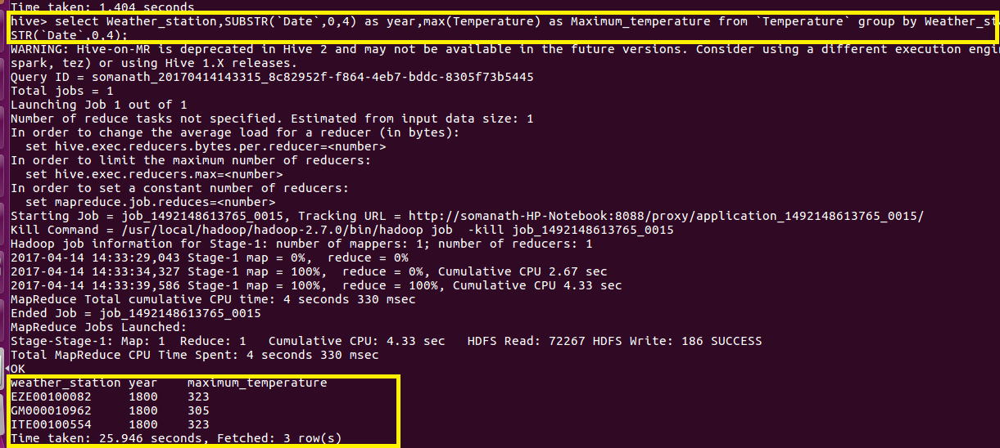 Time taken: 1.404 seconds
hive> select Weather_station,SUBSTR(`Date`,0,4) as year,max(Temperature) as Maximum_temperature from `Temperature` group by Weather_st
STR(`Date`,0,4);
WARNING: Hive-on-MR is deprecated in Hive 2 and may not be available in the future versions. Consider using a different execution engi
spark, tez) or using Hive 1.X releases.
Query ID = somanath_20170414143315_8c82952f-f864-4eb7-bddc-8305f73b5445
Total jobs = 1
Launching Job 1 out of 1
Number of reduce tasks not specified. Estimated from input data size: 1
In order to change the average load for a reducer (in bytes):
  set hive.exec.reducers.bytes.per.reducer=<number>
In order to limit the maximum number of reducers:
  set hive.exec.reducers.max=<number>
In order to set a constant number of reducers:
  set mapreduce.job.reduces=<number>
Starting Job = job_1492148613765_0015, Tracking URL = http://somanath-HP-Notebook:8088/proxy/application_1492148613765_0015/
Kill Command = /usr/local/hadoop/hadoop-2.7.0/bin/hadoop job  -kill job_1492148613765_0015
Hadoop job information for Stage-1: number of mappers: 1; number of reducers: 1
2017-04-14 14:33:29,043 Stage-1 map = 0%,  reduce = 0%
2017-04-14 14:33:34,327 Stage-1 map = 100%,  reduce = 0%, Cumulative CPU 2.67 sec
2017-04-14 14:33:39,586 Stage-1 map = 100%,  reduce = 100%, Cumulative CPU 4.33 sec
MapReduce Total cumulative CPU time: 4 seconds 330 msec
Ended Job = job_1492148613765_0015
MapReduce Jobs Launched:
Stage-Stage-1: Map: 1  Reduce: 1   Cumulative CPU: 4.33 sec   HDFS Read: 72267 HDFS Write: 186 SUCCESS
Total MapReduce CPU Time Spent: 4 seconds 330 msec
OK
weather_station year    maximum_temperature
EZE00100082     1800    323
GM000010962     1800    305
ITE00100554     1800    323
Time taken: 25.946 seconds, Fetched: 3 row(s)